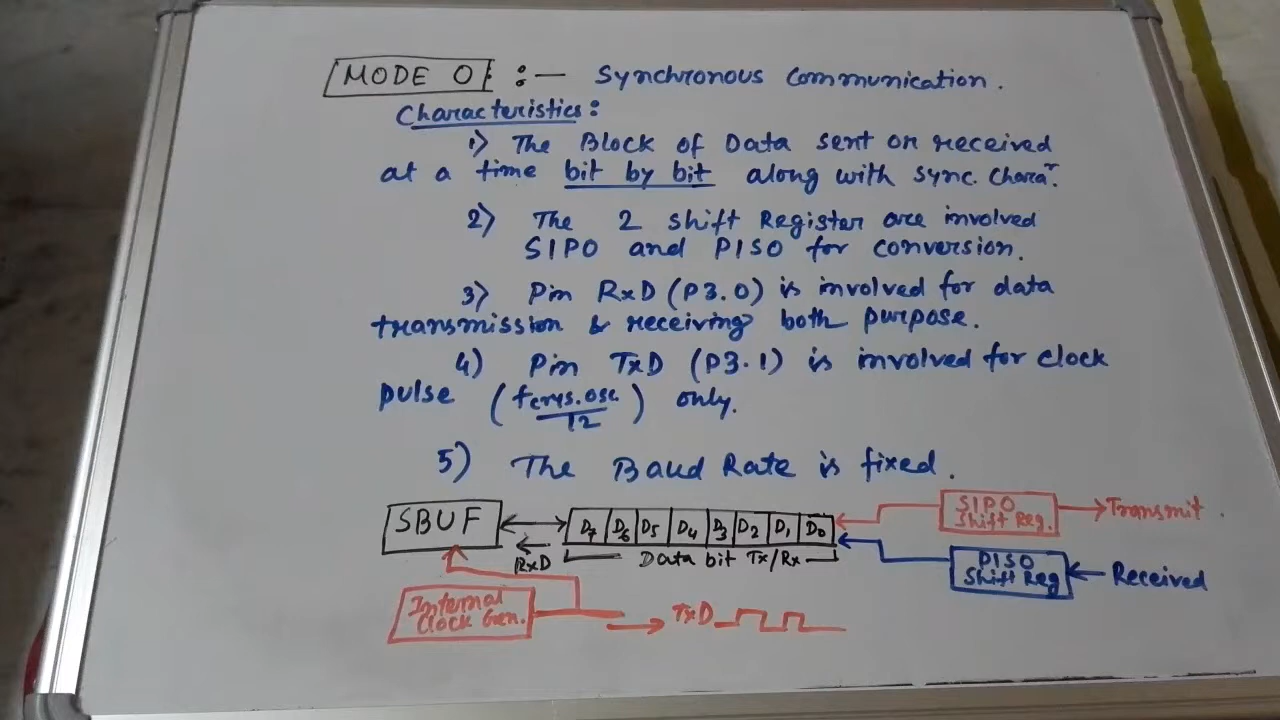 MODE 0 :- Synchronous Communication.
Characteristics:
1) The Block of Data sent or received
at a time bit by bit along with sync. Charaʳ.
2) The 2 shift Register are involved
SIPO and PISO for conversion.
3) Pin RxD (P3.0) is involved for data
transmission & receiving both purpose.
4) Pin TxD (P3.1) is involved for clock
pulse (fcrys.osc/12) only.
5) The Baud Rate is fixed.
SBUF D7 D6 D5 D4 D3 D2 D1 D0 SIPO Shift Reg. Transmit.
RxD Data bit Tx/Rx PISO Shift Reg Received
Internal Clock Gen. TxD